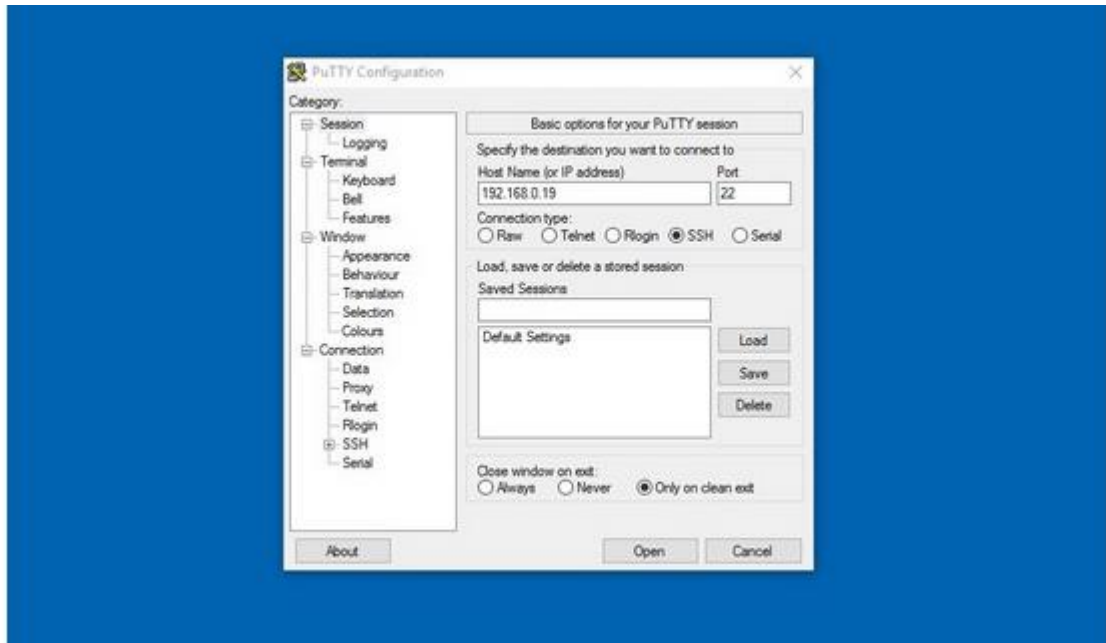 PuTTY Configuration
Category:
Session
Logging
Terminal
Keyboard
Bell
Features
Window
Appearance
Behaviour
Translation
Selection
Colours
Connection
Data
Proxy
Telnet
Rlogin
SSH
Serial
Basic options for your PuTTY session
Specify the destination you want to connect to
Host Name (or IP address) Port
192.168.0.19 22
Connection type:
Raw Telnet Rlogin SSH Serial
Load, save or delete a stored session
Saved Sessions
Default Settings
Load
Save
Delete
Close window on exit:
Always Never Only on clean exit
About Open Cancel